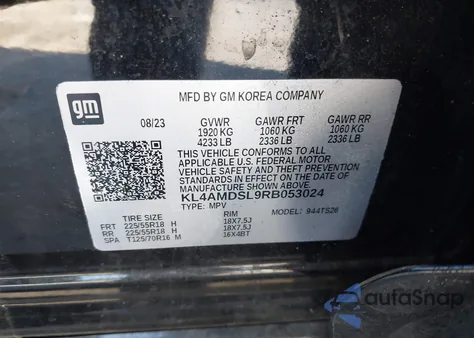 gm
MFD BY GM KOREA COMPANY
08/23 GVWR GAWR FRT GAWR RR
1920 KG 1060 KG 1060 KG
4233 LB 2336 LB 2336 LB
THIS VEHICLE CONFORMS TO ALL
APPLICABLE U.S. FEDERAL MOTOR
VEHICLE SAFETY AND THEFT PREVENTION
STANDARDS IN EFFECT ON THE DATE OF
MANUFACTURE SHOWN ABOVE.
KL4AMDSL9RB053024
TYPE: MPV MODEL: 944TS26
TIRE SIZE RIM
FRT 225/55R18 H 18X7.5J
RR 225/55R18 H 18X7.5J
SPA T125/70R16 M 16X4BT
autoSnap